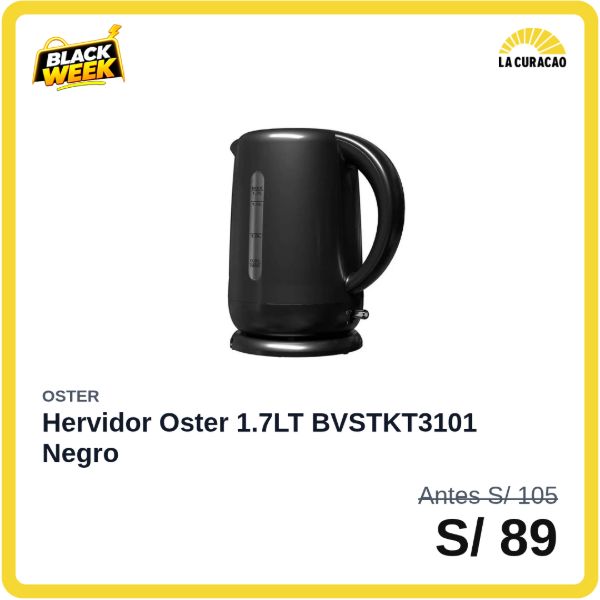 BLACK
WEEK
LA CURACAO
OSTER
Hervidor Oster 1.7LT BVSTKT3101
Negro
Antes S/ 105
S/ 89